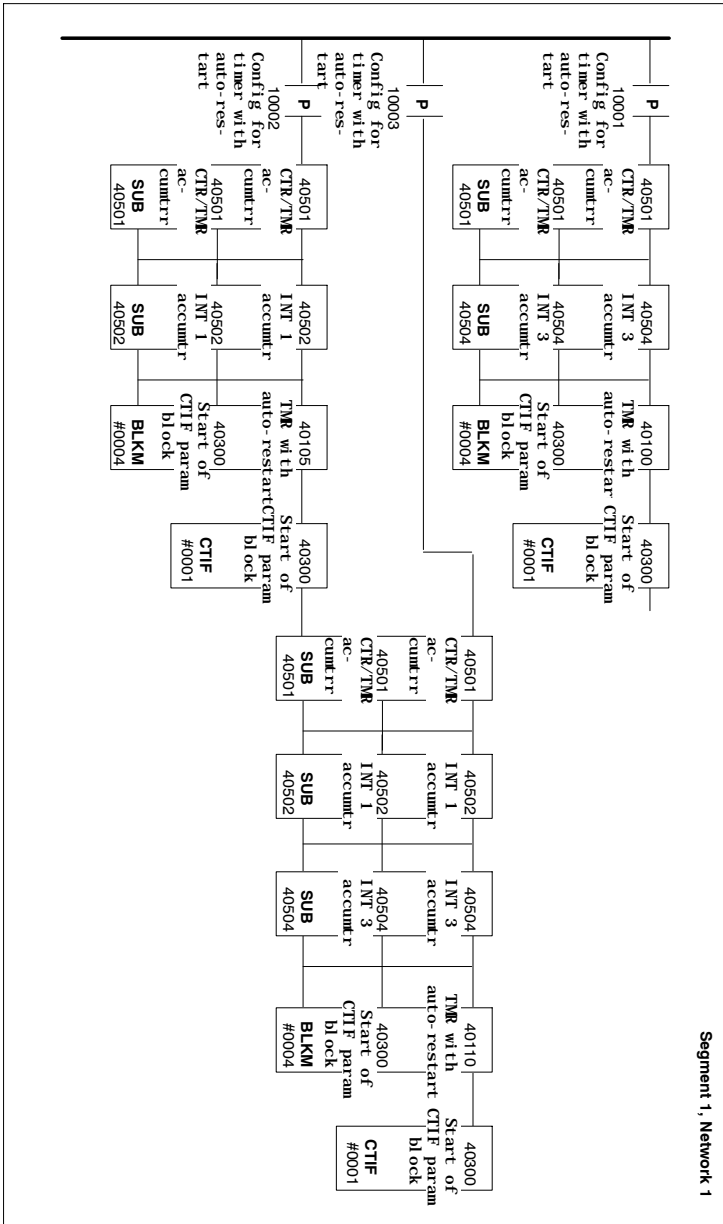 Segment 1, Network 1
P
10001
Config for
timer with
auto-res-
tart
40501
CTR/TMR
ac-
cumtrr
40501
CTR/TMR
ac-
cumtrr
SUB
40501
40504
INT 3
accumtr
40504
INT 3
accumtr
SUB
40504
40100
TMR with
auto-restar
40300
Start of
CTIF param
block
BLKM
#0004
40300
Start of
CTIF param
block
CTIF
#0001
P
10003
Config for
timer with
auto-res-
tart
40501
CTR/TMR
ac-
cumtrr
40501
CTR/TMR
ac-
cumtrr
SUB
40501
40502
INT 1
accumtr
40502
INT 1
accumtr
SUB
40502
40504
INT 3
accumtr
40504
INT 3
accumtr
SUB
40504
40110
TMR with
auto-restart
40300
Start of
CTIF param
block
BLKM
#0004
40300
Start of
CTIF param
block
CTIF
#0001
P
10002
Config for
timer with
auto-res-
tart
40501
CTR/TMR
ac-
cumtrr
40501
CTR/TMR
ac-
cumtrr
SUB
40501
40502
INT 1
accumtr
40502
INT 1
accumtr
SUB
40502
40105
TMR with
auto-restart
40300
Start of
CTIF param
block
BLKM
#0004
40300
Start of
CTIF param
block
CTIF
#0001